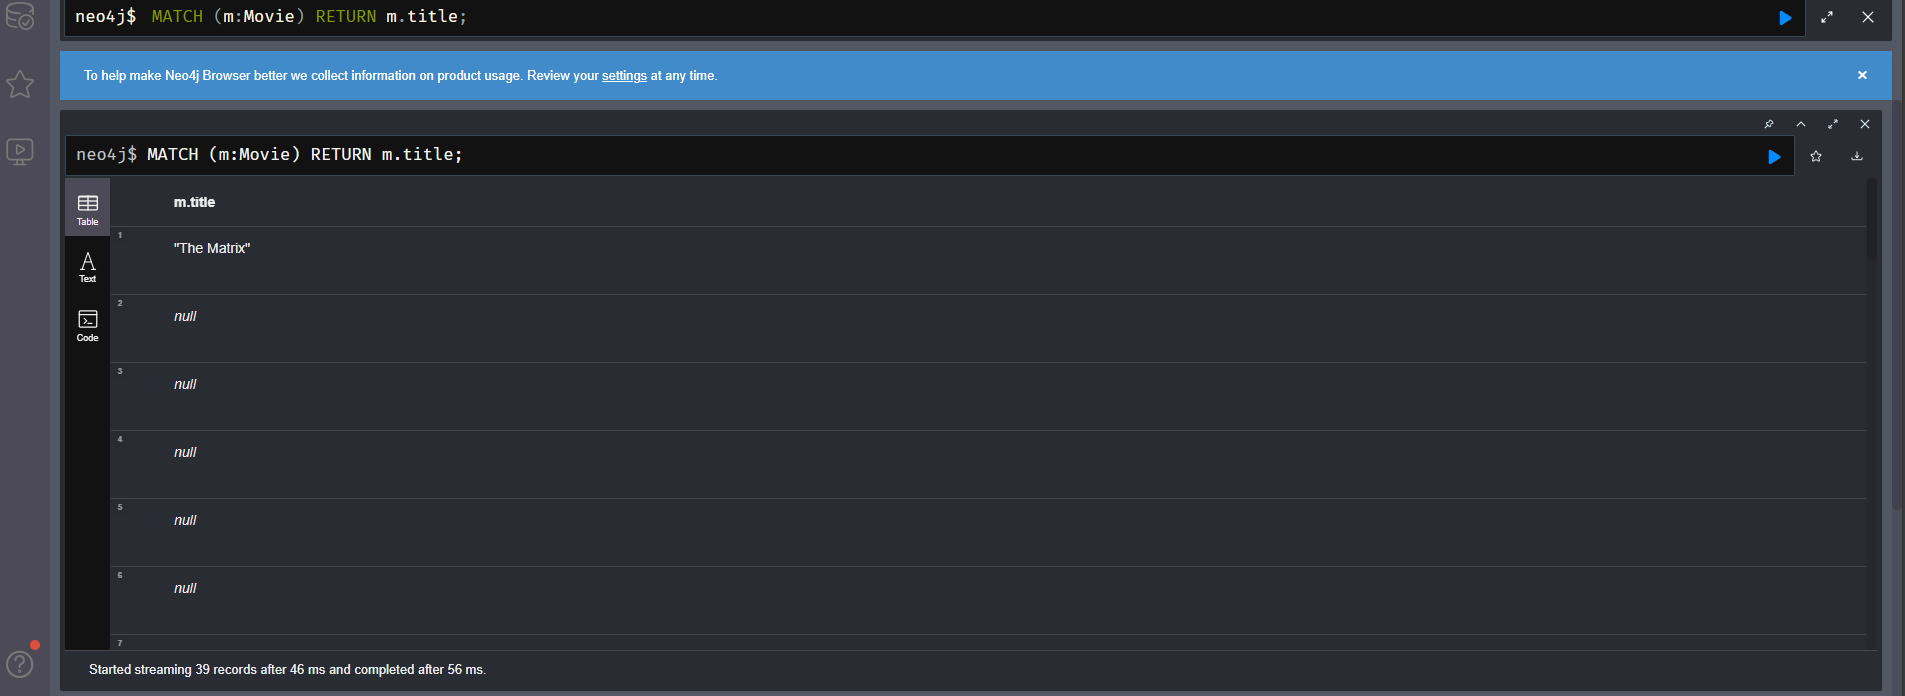 neo4j$ MATCH (m:Movie) RETURN m.title;
To help make Neo4j Browser better we collect information on product usage. Review your settings at any time.
neo4j$ MATCH (m:Movie) RETURN m.title;
Table
m.title
1
"The Matrix"
Text
2
null
Code
3
null
4
null
5
null
6
null
7
Started streaming 39 records after 46 ms and completed after 56 ms.